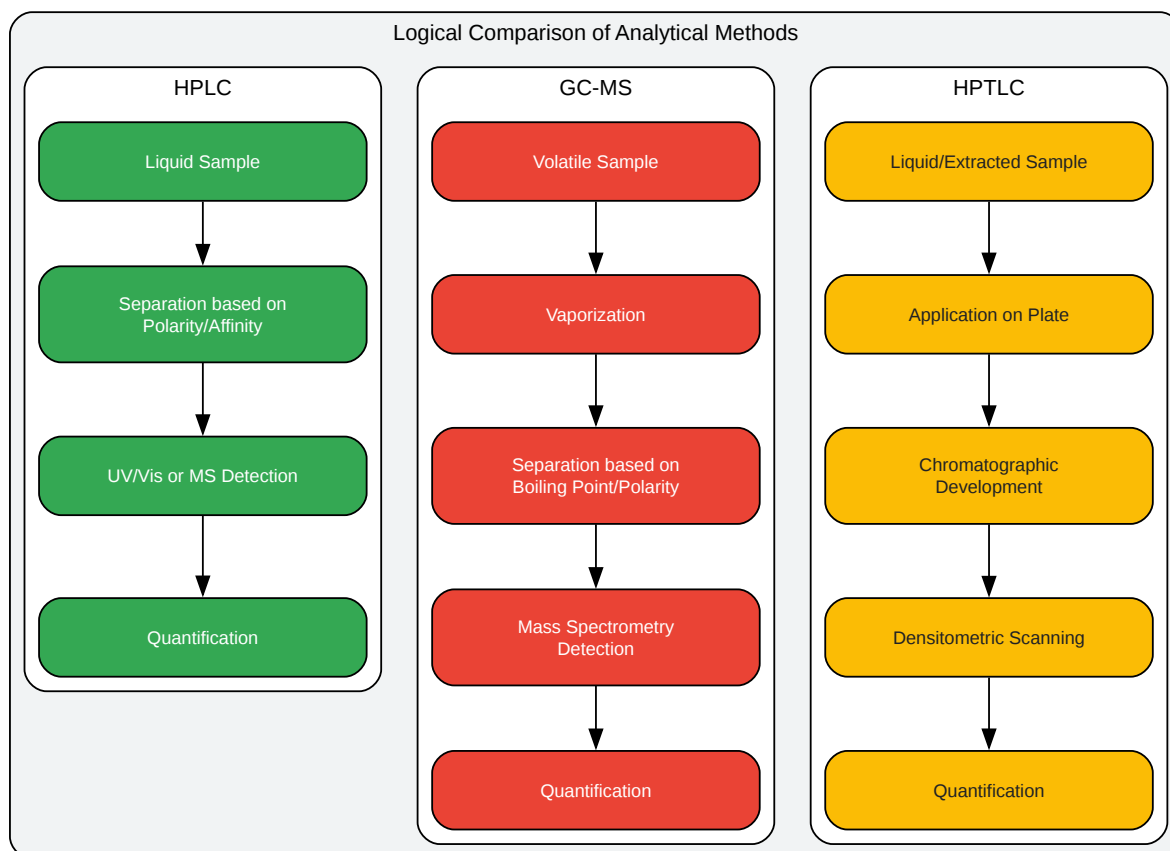 Logical Comparison of Analytical Methods
HPLC
Liquid Sample
Separation based on
Polarity/Affinity
UV/Vis or MS Detection
Quantification
GC-MS
Volatile Sample
Vaporization
Separation based on
Boiling Point/Polarity
Mass Spectrometry
Detection
Quantification
HPTLC
Liquid/Extracted Sample
Application on Plate
Chromatographic
Development
Densitometric Scanning
Quantification